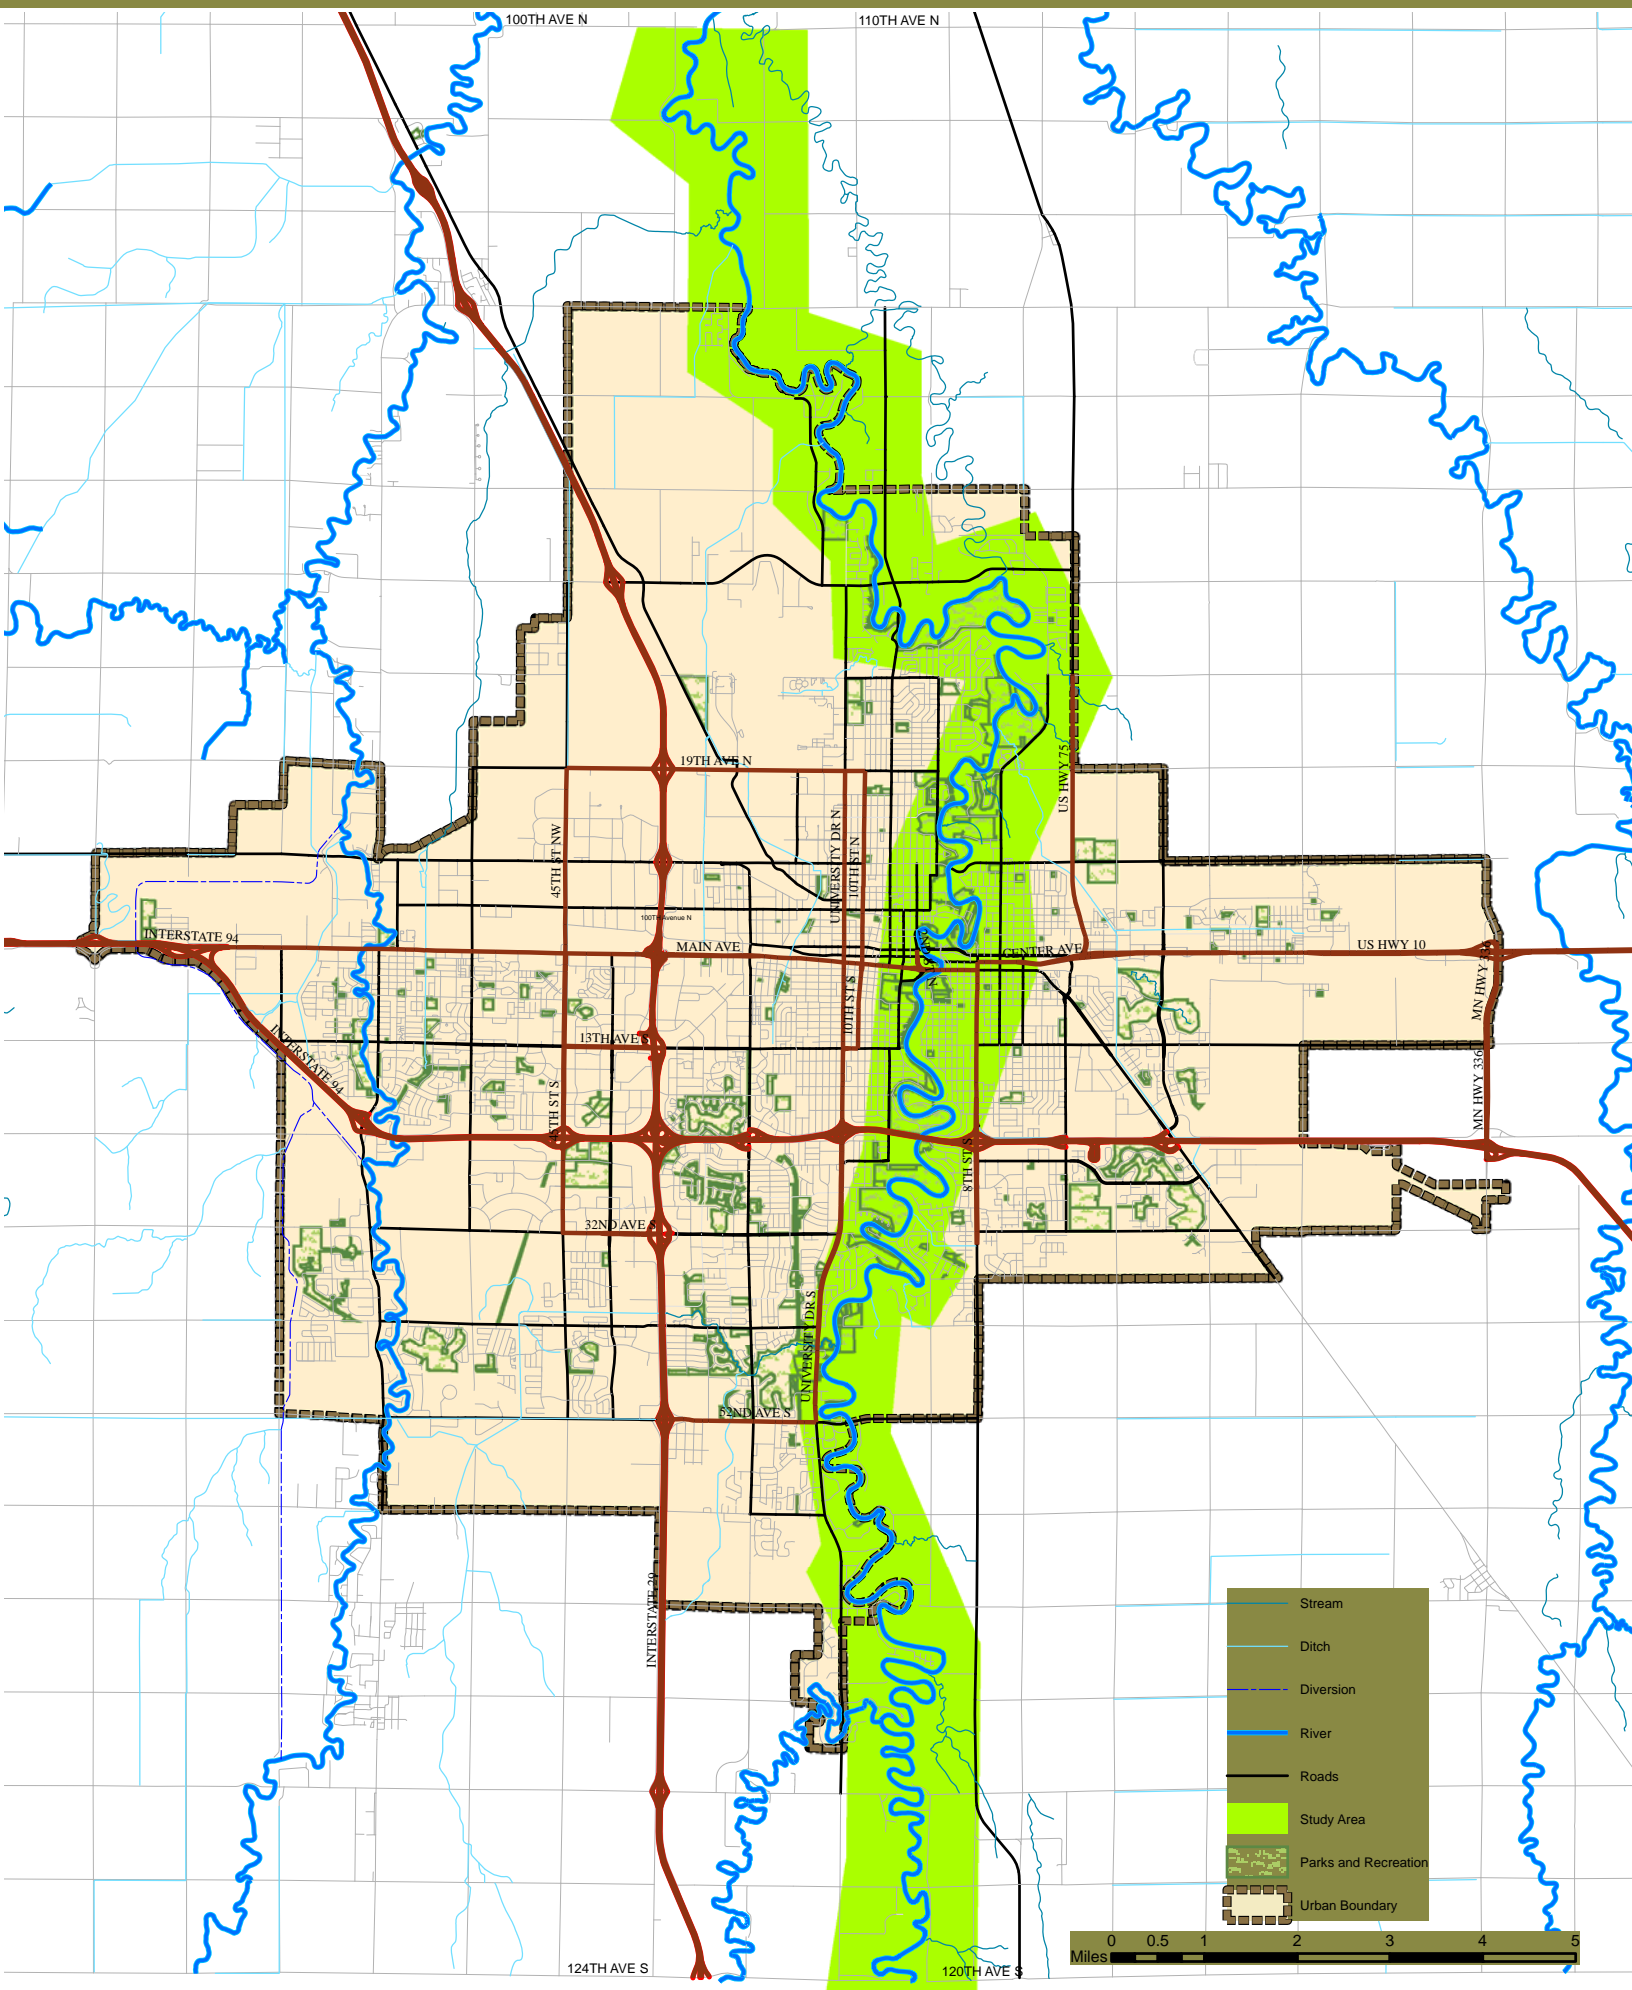 100TH AVE N
110TH AVE N
19TH AVE N
US HWY 75
45TH ST NW
UNIVERSITY DR N
10TH ST N
100TH Avenue N
INTERSTATE 94
MAIN AVE
CENTER AVE
US HWY 10
MN HWY 336
INTERSTATE 94
13TH AVE S
10TH ST S
45TH ST S
MN HWY 336
8TH ST S
32ND AVE S
UNIVERSITY DR S
52ND AVE S
INTERSTATE 29
Stream
Ditch
Diversion
River
Roads
Study Area
Parks and Recreation
Urban Boundary
0 0.5 1 2 3 4 5
Miles
124TH AVE S
120TH AVE S